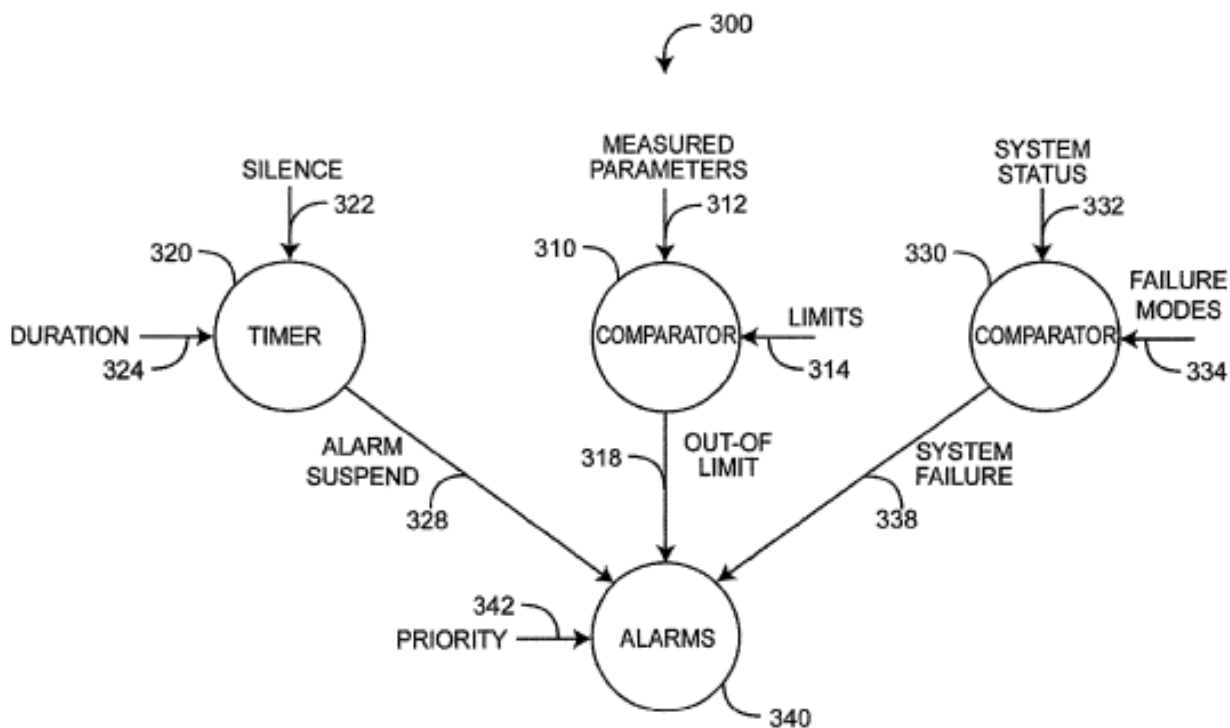 300
MEASURED
PARAMETERS
SYSTEM
STATUS
SILENCE
322
312
332
320
310
330
FAILURE
MODES
DURATION
TIMER
COMPARATOR
LIMITS
COMPARATOR
324
314
334
ALARM
SUSPEND
318
OUT-OF
LIMIT
SYSTEM
FAILURE
328
338
342
PRIORITY
ALARMS
340